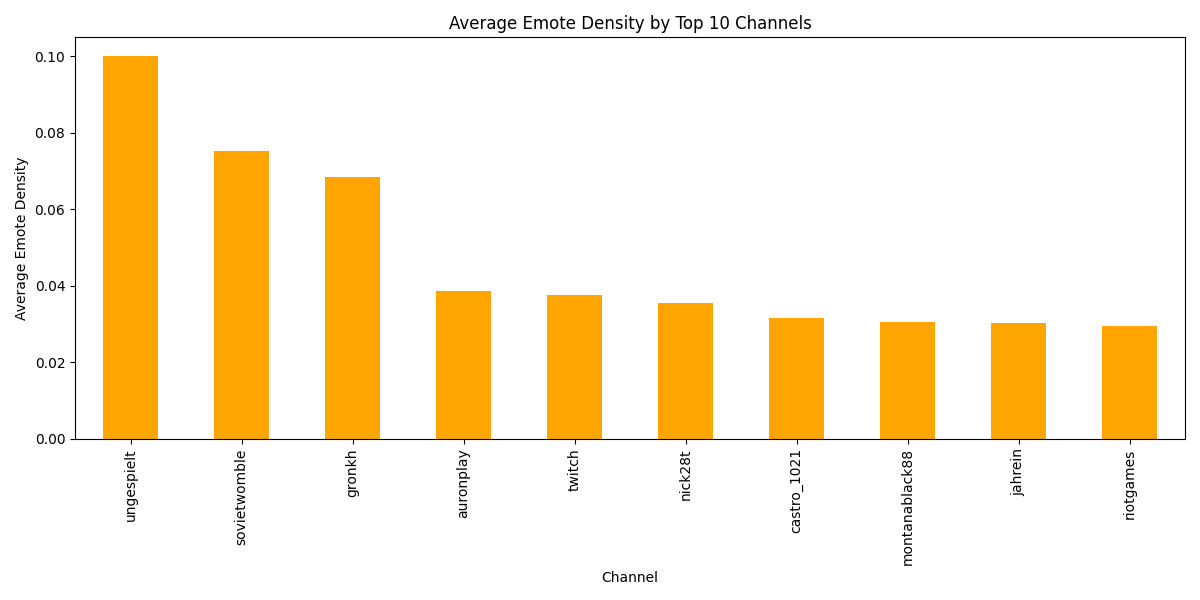 Average Emote Density by Top 10 Channels
Average Emote Density
0.10
0.08
0.06
0.04
0.02
0.00
ungespielt
sovietwomble
gronkh
auronplay
twitch
nick28t
castro_1021
montanablack88
jahrein
riotgames
Channel